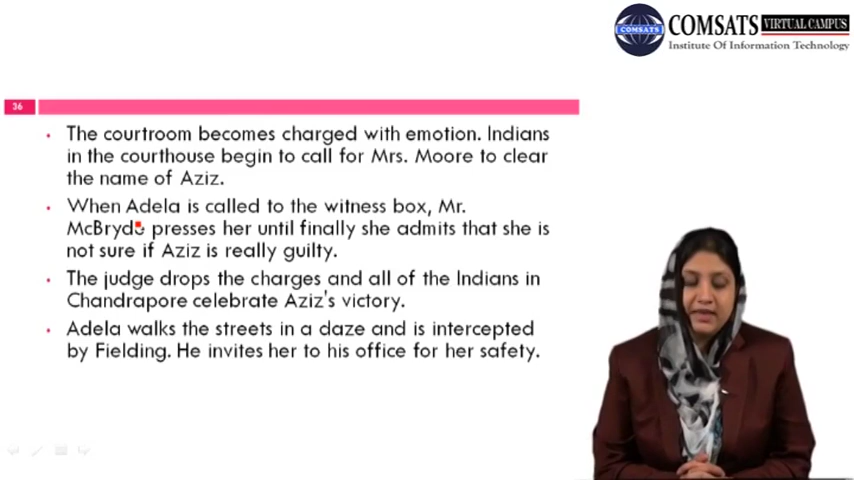 COMSATS VIRTUAL CAMPUS
COMSATS
Institute Of Information Technology
36
• The courtroom becomes charged with emotion. Indians
in the courthouse begin to call for Mrs. Moore to clear
the name of Aziz.
• When Adela is called to the witness box, Mr.
McBryde presses her until finally she admits that she is
not sure if Aziz is really guilty.
• The judge drops the charges and all of the Indians in
Chandrapore celebrate Aziz's victory.
• Adela walks the streets in a daze and is intercepted
by Fielding. He invites her to his office for her safety.